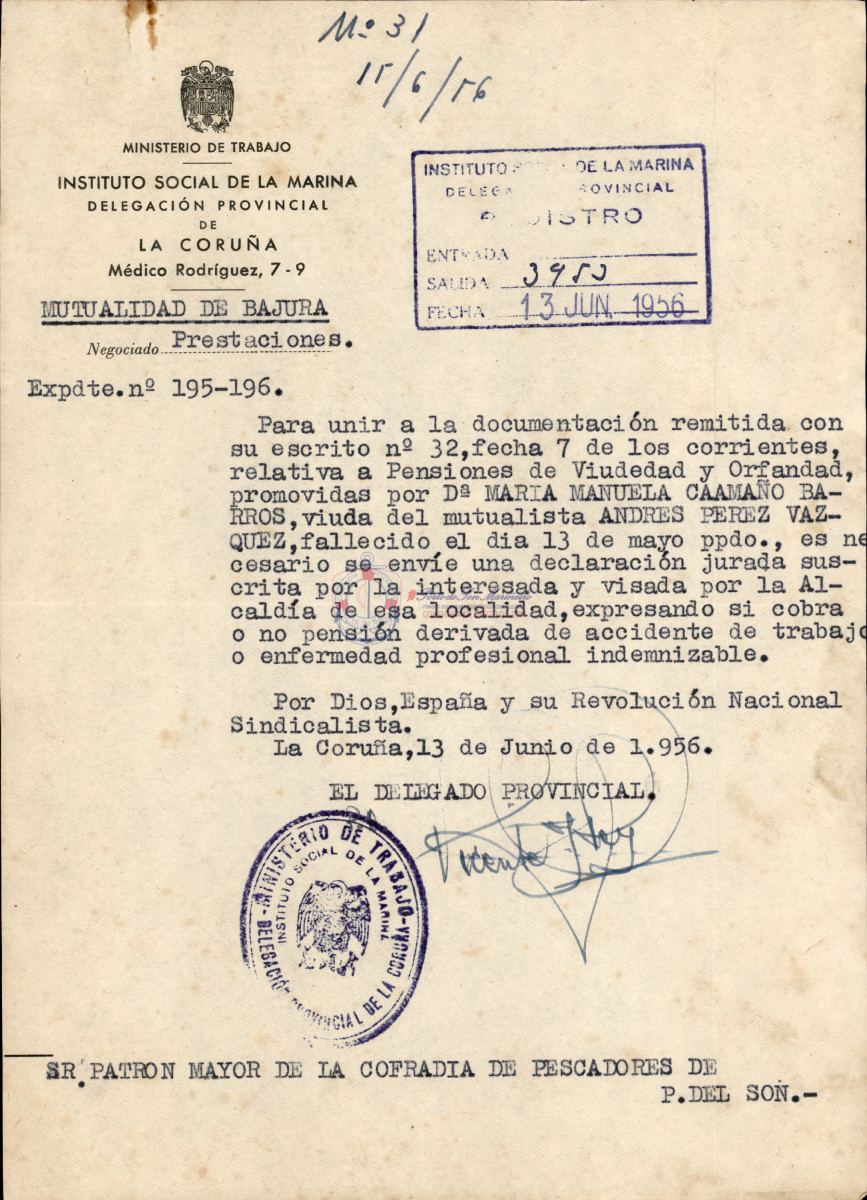 Nº 31
15/6/56
MINISTERIO DE TRABAJO
INSTITUTO SOCIAL DE LA MARINA
DELEGACIÓN PROVINCIAL
DE
LA CORUÑA
Médico Rodríguez, 7-9
MUTUALIDAD DE BAJURA
Negociado Prestaciones.
INSTITUTO SOCIAL DE LA MARINA
DELEGACIÓN PROVINCIAL
REGISTRO
ENTRADA
SALIDA 3953
FECHA 13 JUN. 1956
Expdte.nº 195-196.
Para unir a la documentación remitida con
su escrito nº 32,fecha 7 de los corrientes,
relativa a Pensiones de Viudedad y Orfandad,
promovidas por Dª MARIA MANUELA CAAMAÑO BA-
RROS,viuda del mutualista ANDRES PEREZ VAZ-
QUEZ,fallecido el dia 13 de mayo ppdo., es ne
cesario se envíe una declaración jurada sus-
crita por la interesada y visada por la Al-
caldía de esa localidad,expresando si cobra
o no pensión derivada de accidente de trabajo
o enfermedad profesional indemnizable.
Por Dios,España y su Revolución Nacional
Sindicalista.
La Coruña,13 de Junio de 1.956.
EL DELEGADO PROVINCIAL.
Vicente
MINISTERIO DE TRABAJO
INSTITUTO SOCIAL DE LA MARINA
DELEGACIÓN PROVINCIAL DE LA CORUÑA
SR.PATRON MAYOR DE LA COFRADIA DE PESCADORES DE
P.DEL SON.-